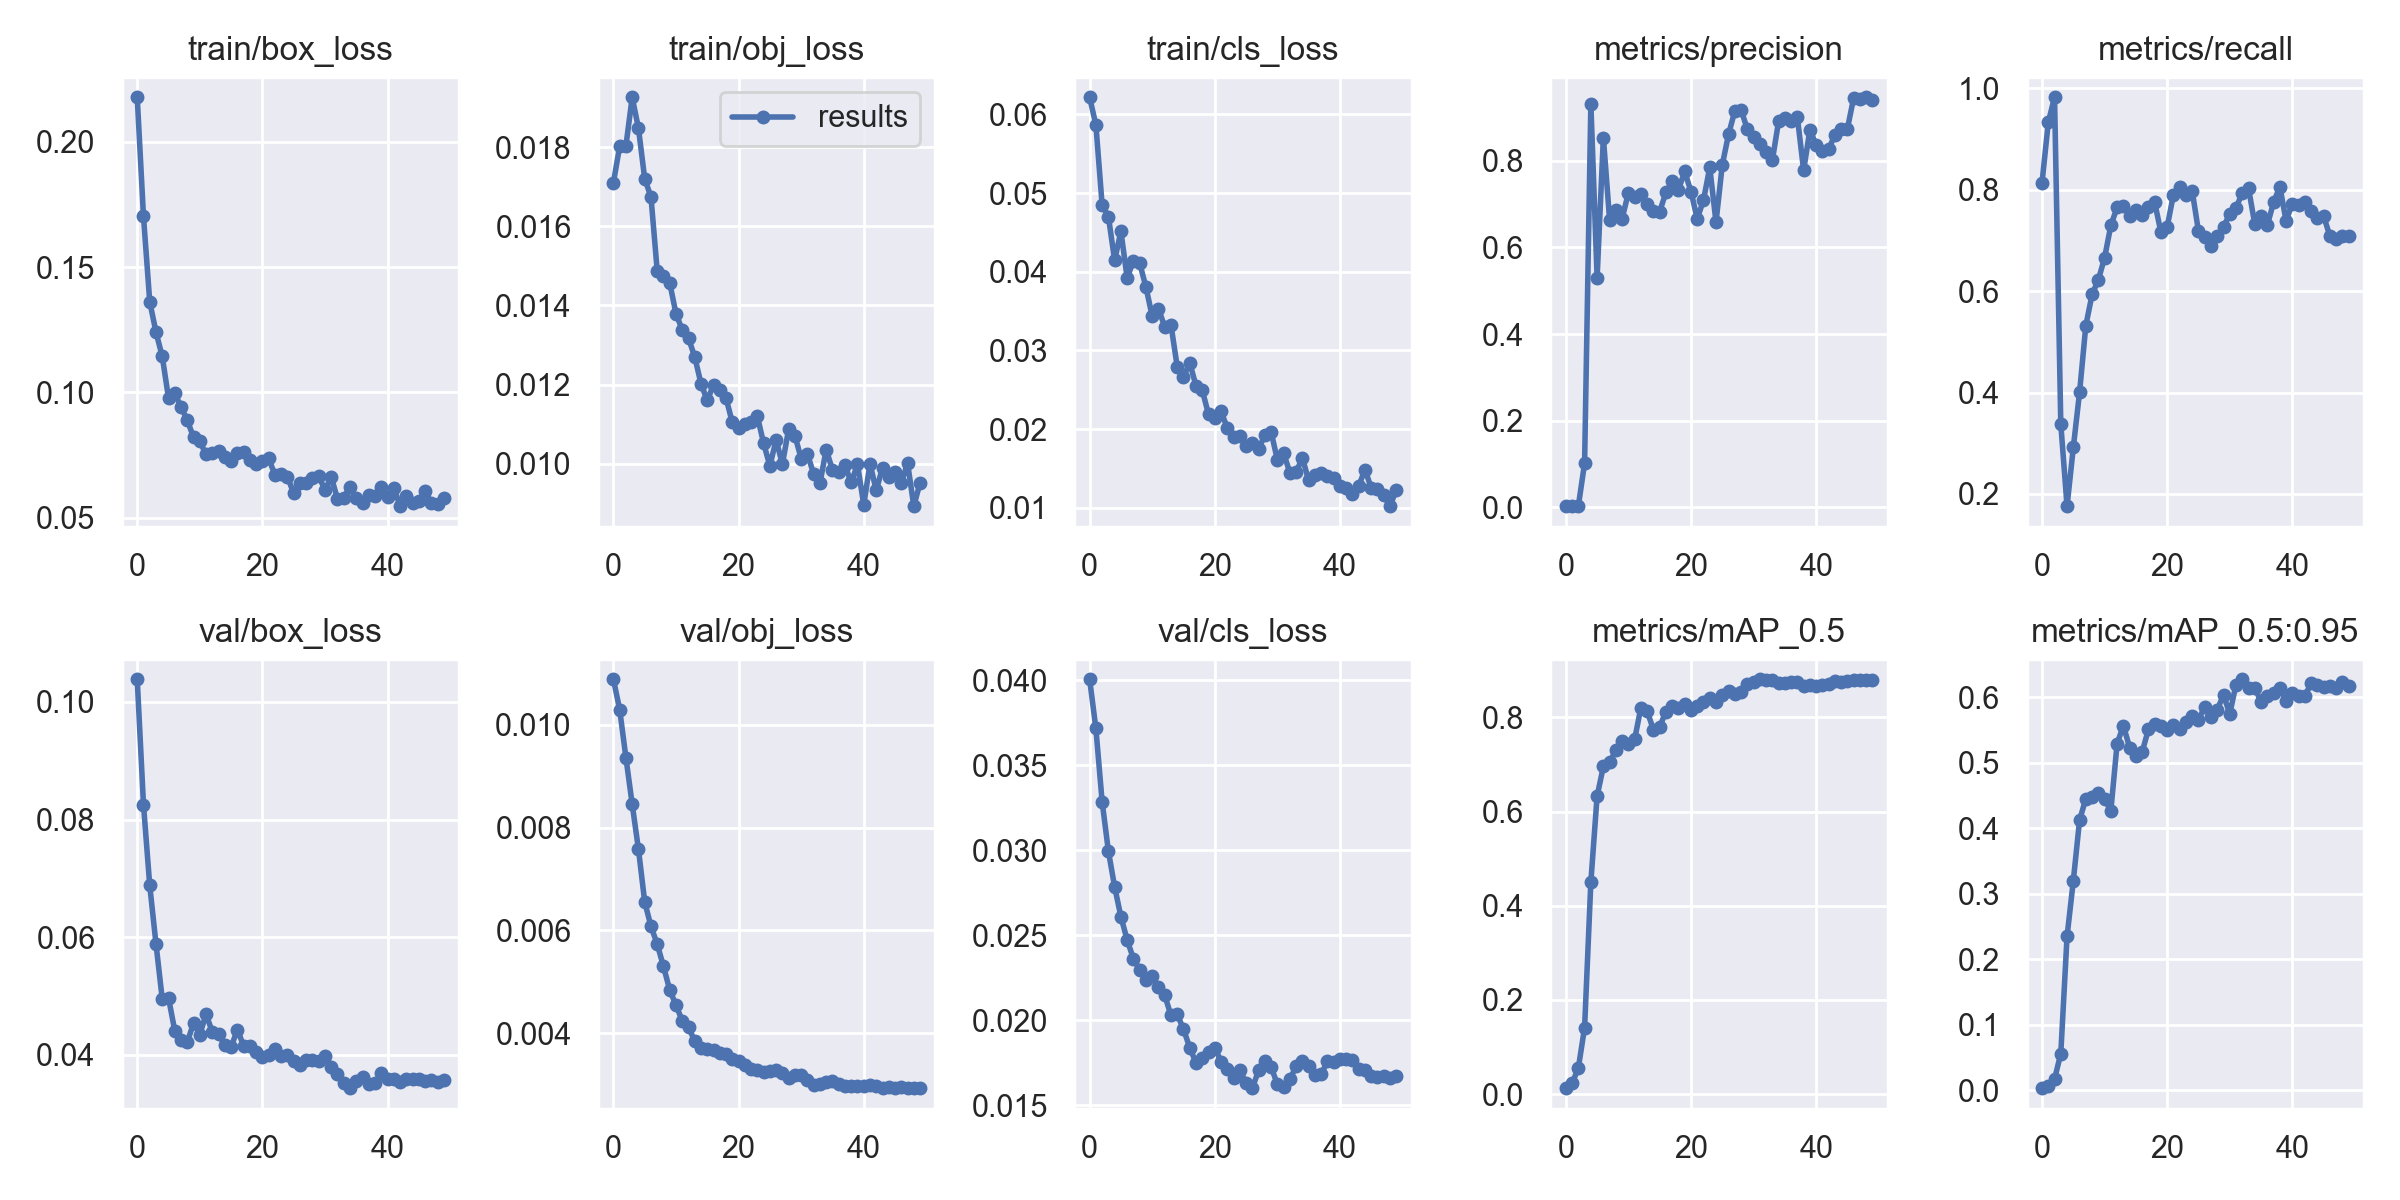 train/box_loss
train/obj_loss
train/cls_loss
metrics/precision
metrics/recall
0.20
0.15
0.10
0.05
0 20 40
results
0.018
0.016
0.014
0.012
0.010
0 20 40
0.06
0.05
0.04
0.03
0.02
0.01
0 20 40
0.8
0.6
0.4
0.2
0.0
0 20 40
1.0
0.8
0.6
0.4
0.2
0 20 40
val/box_loss
val/obj_loss
val/cls_loss
metrics/mAP_0.5
metrics/mAP_0.5:0.95
0.10
0.08
0.06
0.04
0 20 40
0.010
0.008
0.006
0.004
0 20 40
0.040
0.035
0.030
0.025
0.020
0.015
0 20 40
0.8
0.6
0.4
0.2
0.0
0 20 40
0.6
0.5
0.4
0.3
0.2
0.1
0.0
0 20 40